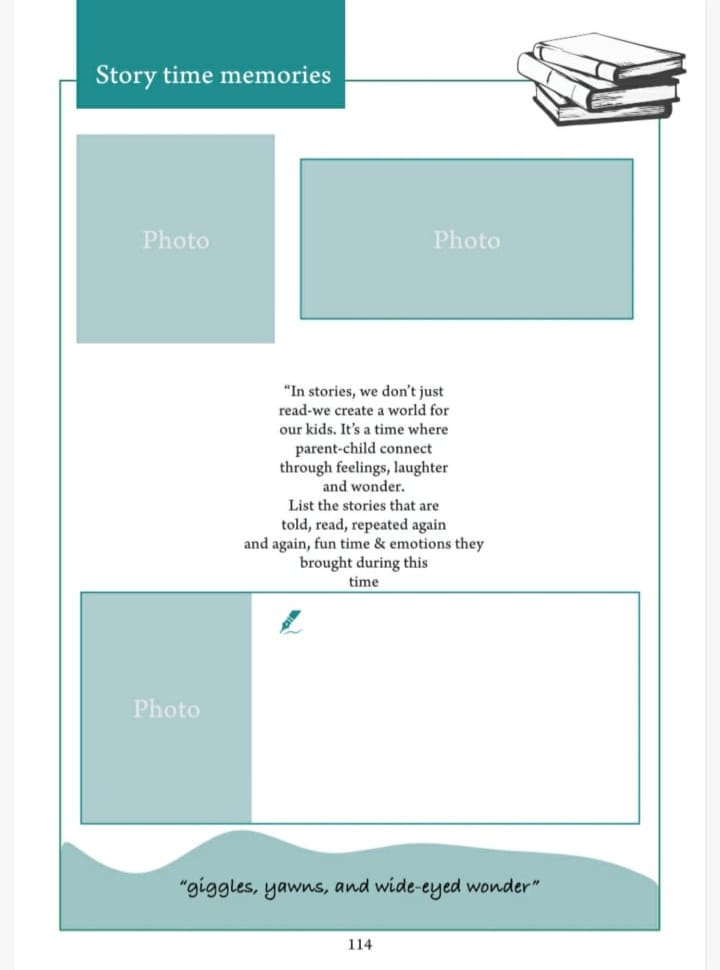 Story time memories
Photo
Photo
“In stories, we don’t just
read-we create a world for
our kids. It’s a time where
parent-child connect
through feelings, laughter
and wonder.
List the stories that are
told, read, repeated again
and again, fun time & emotions they
brought during this
time
Photo
“giggles, yawns, and wide-eyed wonder”
114